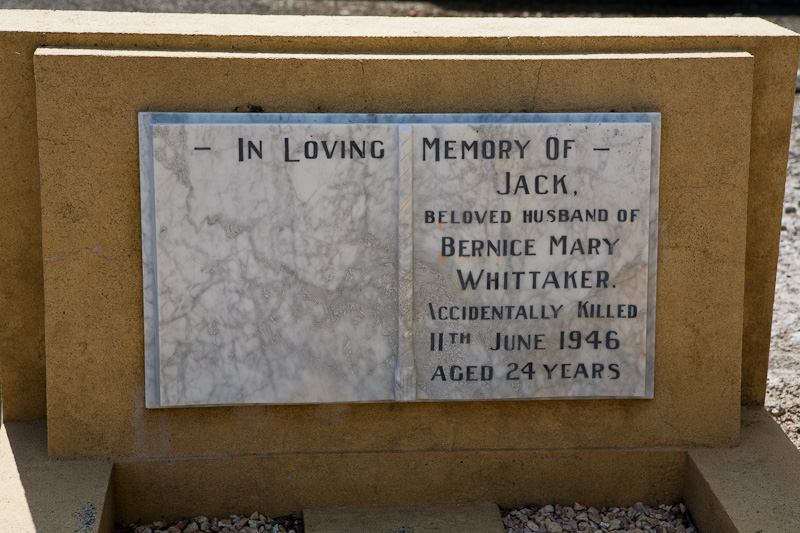 – IN LOVING MEMORY OF –
JACK,
BELOVED HUSBAND OF
BERNICE MARY
WHITTAKER.
ACCIDENTALLY KILLED
11TH JUNE 1946
AGED 24 YEARS